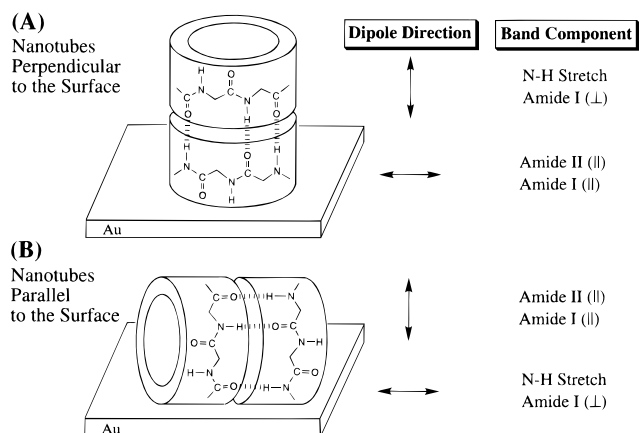 (A)
Nanotubes
Perpendicular
to the Surface
Dipole Direction
Band Component
N-H Stretch
Amide I (⊥)
Amide II (||)
Amide I (||)
H
N
O
C
N
H
O
C
C
O
H
N
C
O
O
C
N
H
H
N
Au
(B)
Nanotubes
Parallel
to the Surface
Amide II (||)
Amide I (||)
N-H Stretch
Amide I (⊥)
C=O
H-N
N-H
O=C
O=C
N-H
H-N
C=O
C=O
H-N
Au